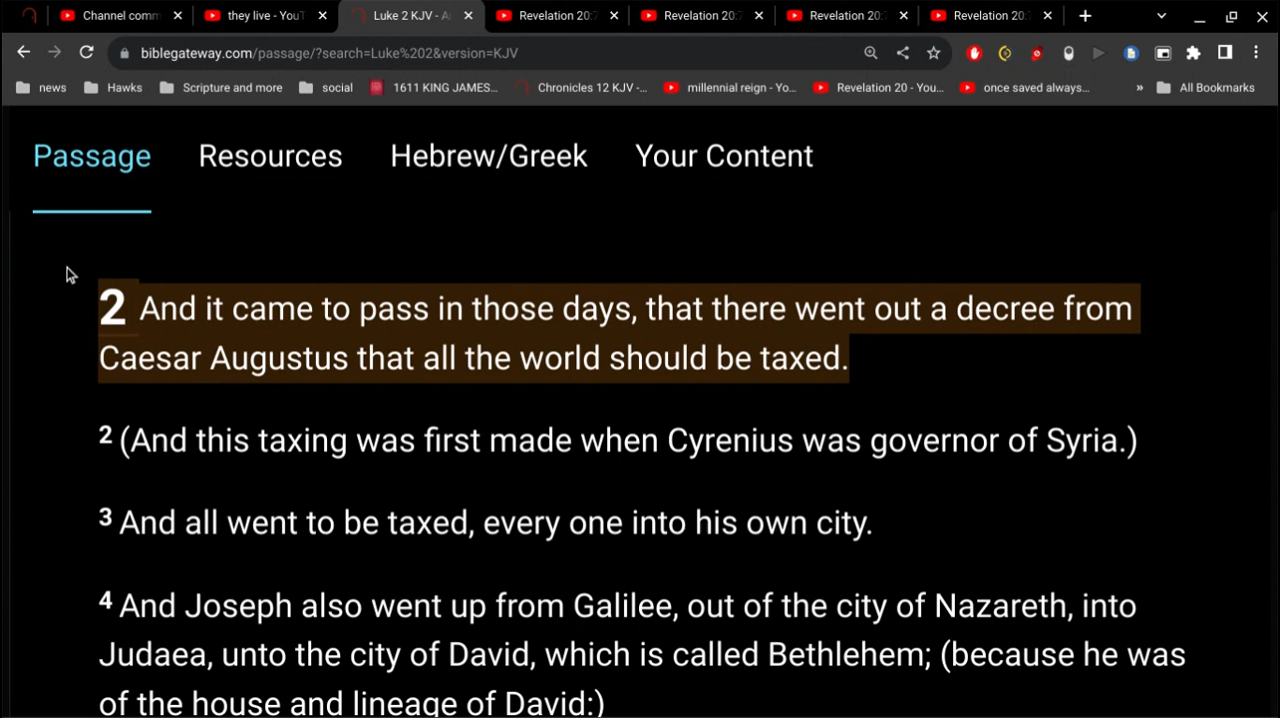 Channel comm
they live - YouT
Luke 2 KJV - A
Revelation 20:7
Revelation 20:7
Revelation 20:7
Revelation 20:
biblegateway.com/passage/?search=Luke%202&version=KJV
news
Hawks
Scripture and more
social
1611 KING JAMES...
Chronicles 12 KJV -...
millennial reign - Yo...
Revelation 20 - You...
once saved always...
»
All Bookmarks
Passage
Resources
Hebrew/Greek
Your Content
2 And it came to pass in those days, that there went out a decree from
Caesar Augustus that all the world should be taxed.
2 (And this taxing was first made when Cyrenius was governor of Syria.)
3 And all went to be taxed, every one into his own city.
4 And Joseph also went up from Galilee, out of the city of Nazareth, into
Judaea, unto the city of David, which is called Bethlehem; (because he was
of the house and lineage of David:)